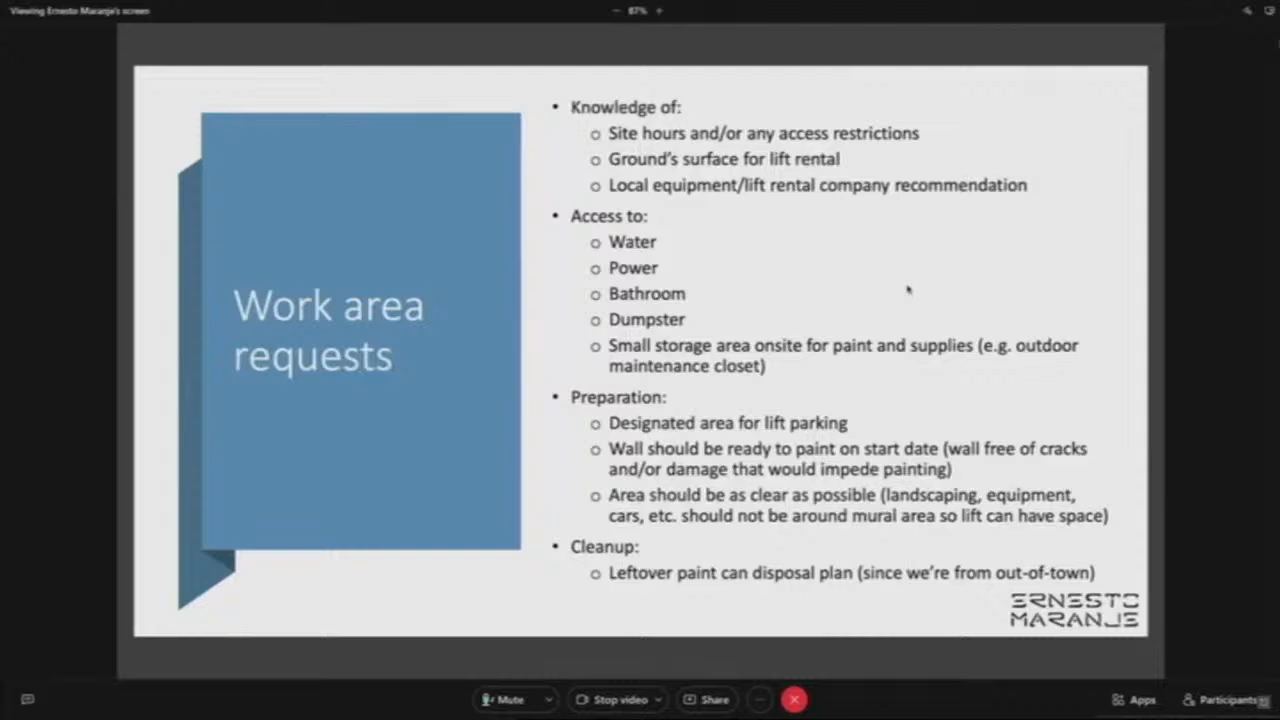 Viewing Ernesto Maranje's screen
87%
Work area
requests
• Knowledge of:
o Site hours and/or any access restrictions
o Ground's surface for lift rental
o Local equipment/lift rental company recommendation
• Access to:
o Water
o Power
o Bathroom
o Dumpster
o Small storage area onsite for paint and supplies (e.g. outdoor
maintenance closet)
• Preparation:
o Designated area for lift parking
o Wall should be ready to paint on start date (wall free of cracks
and/or damage that would impede painting)
o Area should be as clear as possible (landscaping, equipment,
cars, etc. should not be around mural area so lift can have space)
• Cleanup:
o Leftover paint can disposal plan (since we're from out-of-town)
ERNESTO
MARANJE
Mute
Stop video
Share
Apps
Participants